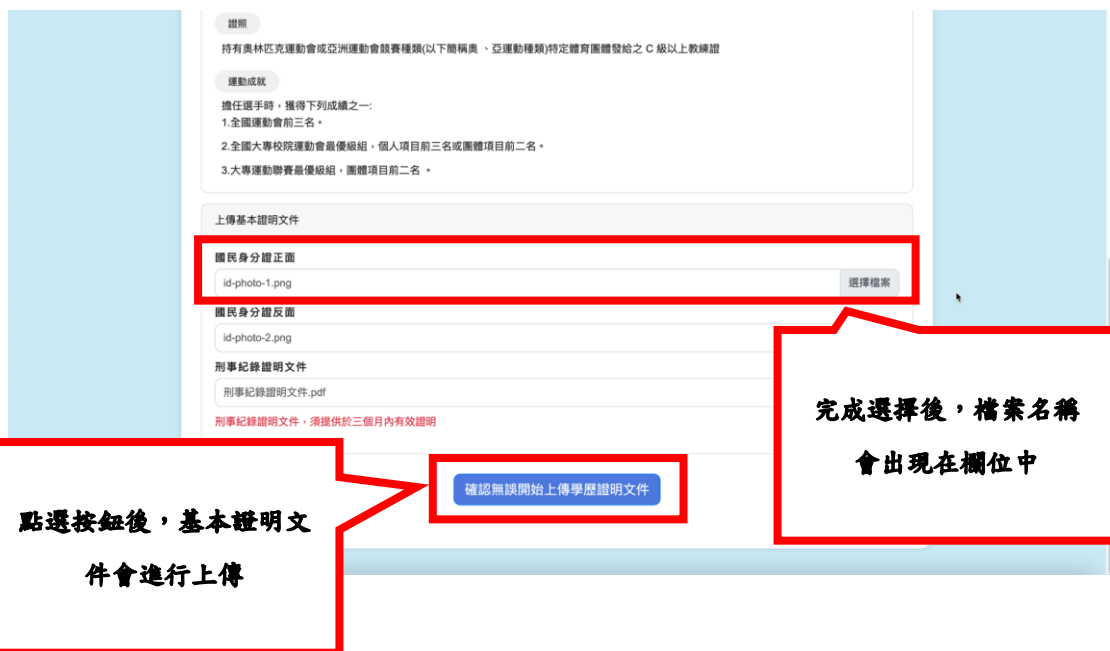 證照
持有奧林匹克運動會或亞洲運動會競賽種類(以下簡稱奧 、亞運動種類)特定體育團體發給之 C 級以上教練證
運動成就
擔任選手時，獲得下列成績之一:
1.全國運動會前三名。
2.全國大專校院運動會最優級組，個人項目前三名或團體項目前二名。
3.大專運動聯賽最優級組，團體項目前二名 。
上傳基本證明文件
國民身分證正面
id-photo-1.png
選擇檔案
國民身分證反面
id-photo-2.png
刑事紀錄證明文件
刑事紀錄證明文件.pdf
刑事紀錄證明文件，須提供於三個月內有效證明
完成選擇後，檔案名稱
會出現在欄位中
確認無誤開始上傳學歷證明文件
點選按鈕後，基本證明文
件會進行上傳